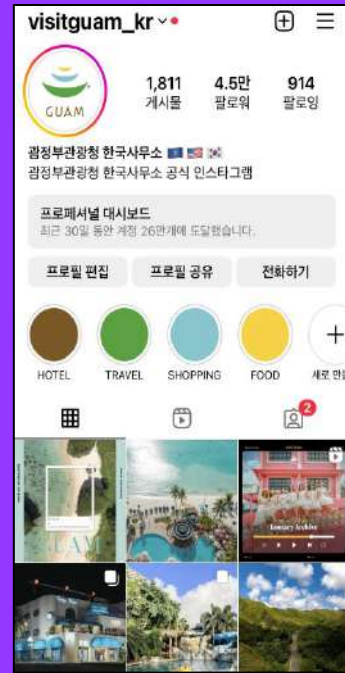 visitguam_kr
GUAM
1,811
게시물
4.5만
팔로워
914
팔로잉
괌정부관광청 한국사무소
괌정부관광청 한국사무소 공식 인스타그램
프로페셔널 대시보드
최근 30일 동안 계정 26만개에 도달했습니다.
프로필 편집
프로필 공유
전화하기
HOTEL
TRAVEL
SHOPPING
FOOD
새로 만
2
GUAM
January Archive